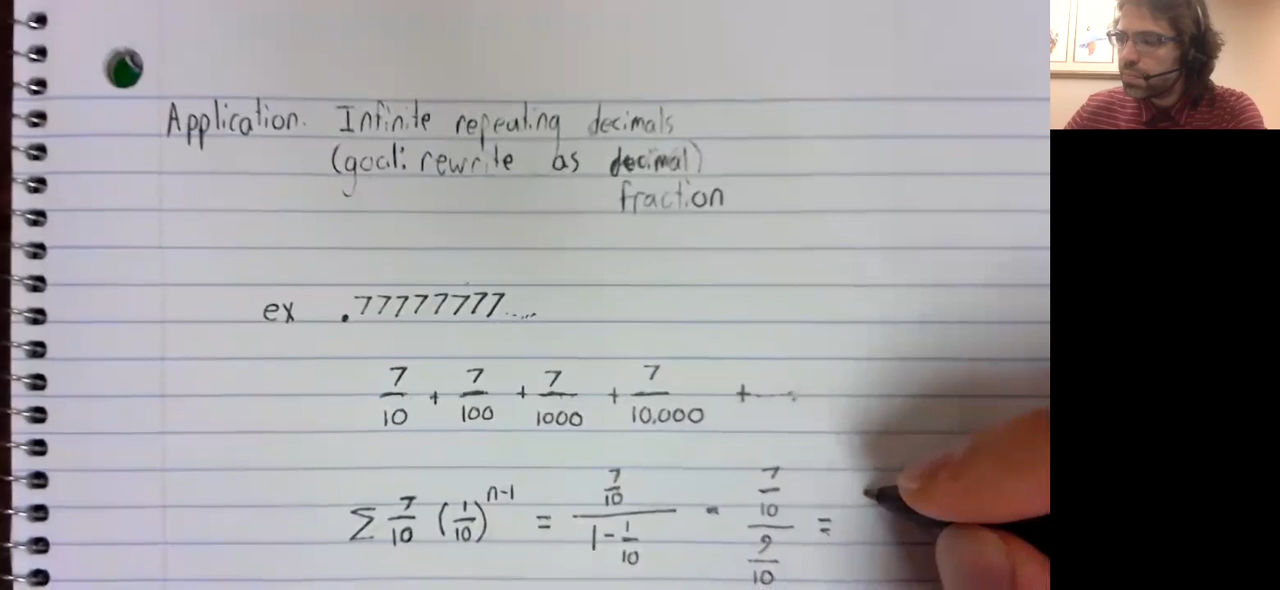 Application. Infinite repeating decimals
(goal: rewrite as decimal)
fraction
ex .77777777.....
7/10 + 7/100 + 7/1000 + 7/10,000 + ....
Σ 7/10 (1/10)^n-1 = (7/10)/(1-1/10) = (7/10)/(9/10) =